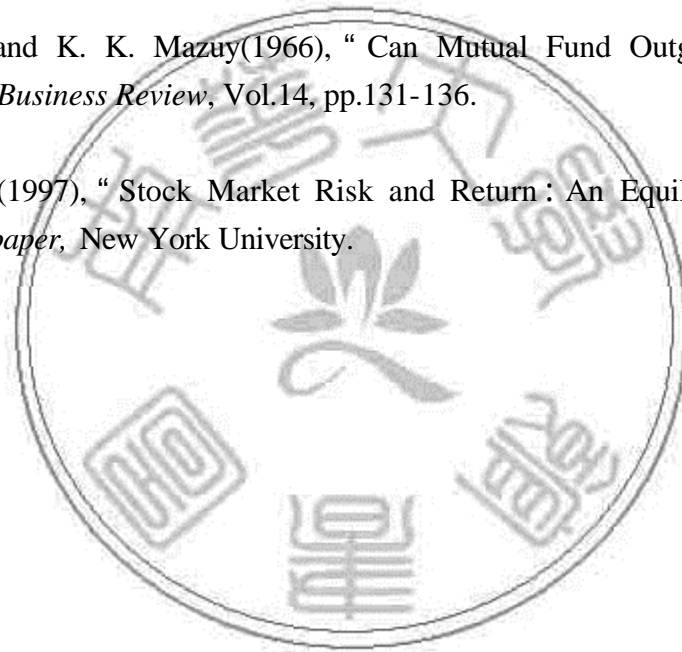 and K. K. Mazuy(1966), “ Can Mutual Fund Outg
Business Review, Vol.14, pp.131-136.
(1997), “ Stock Market Risk and Return：An Equil
paper, New York University.